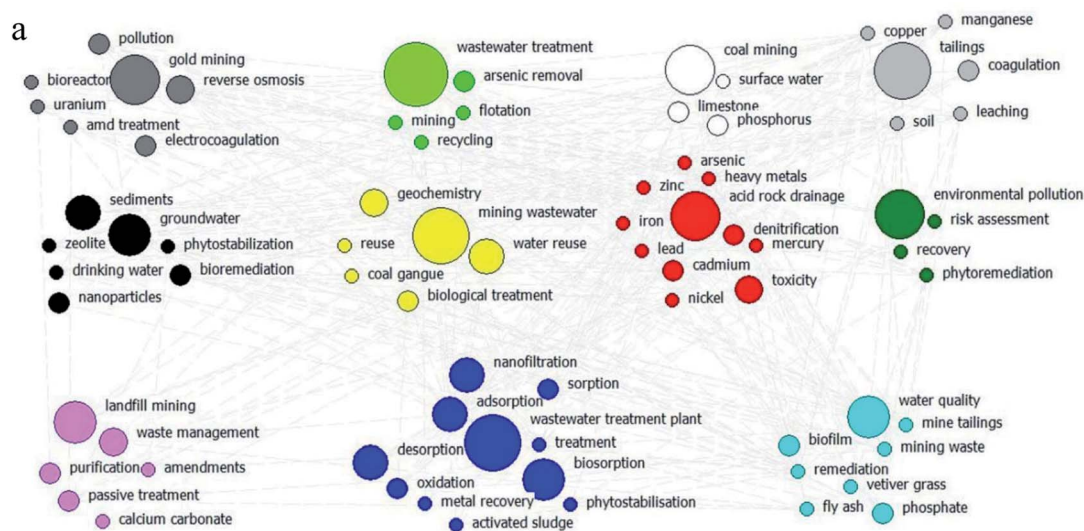 a
pollution
gold mining
bioreactor
reverse osmosis
uranium
amd treatment
electrocoagulation
wastewater treatment
arsenic removal
flotation
mining
recycling
coal mining
surface water
limestone
phosphorus
copper
manganese
tailings
coagulation
leaching
soil
sediments
groundwater
zeolite
phytostabilization
drinking water
bioremediation
nanoparticles
geochemistry
mining wastewater
reuse
water reuse
coal gangue
biological treatment
arsenic
zinc
heavy metals
acid rock drainage
iron
denitrification
lead
mercury
cadmium
toxicity
nickel
environmental pollution
risk assessment
recovery
phytoremediation
landfill mining
waste management
purification
amendments
passive treatment
calcium carbonate
nanofiltration
sorption
adsorption
wastewater treatment plant
desorption
treatment
biosorption
oxidation
metal recovery
phytostabilisation
activated sludge
water quality
mine tailings
biofilm
mining waste
remediation
vetiver grass
fly ash
phosphate